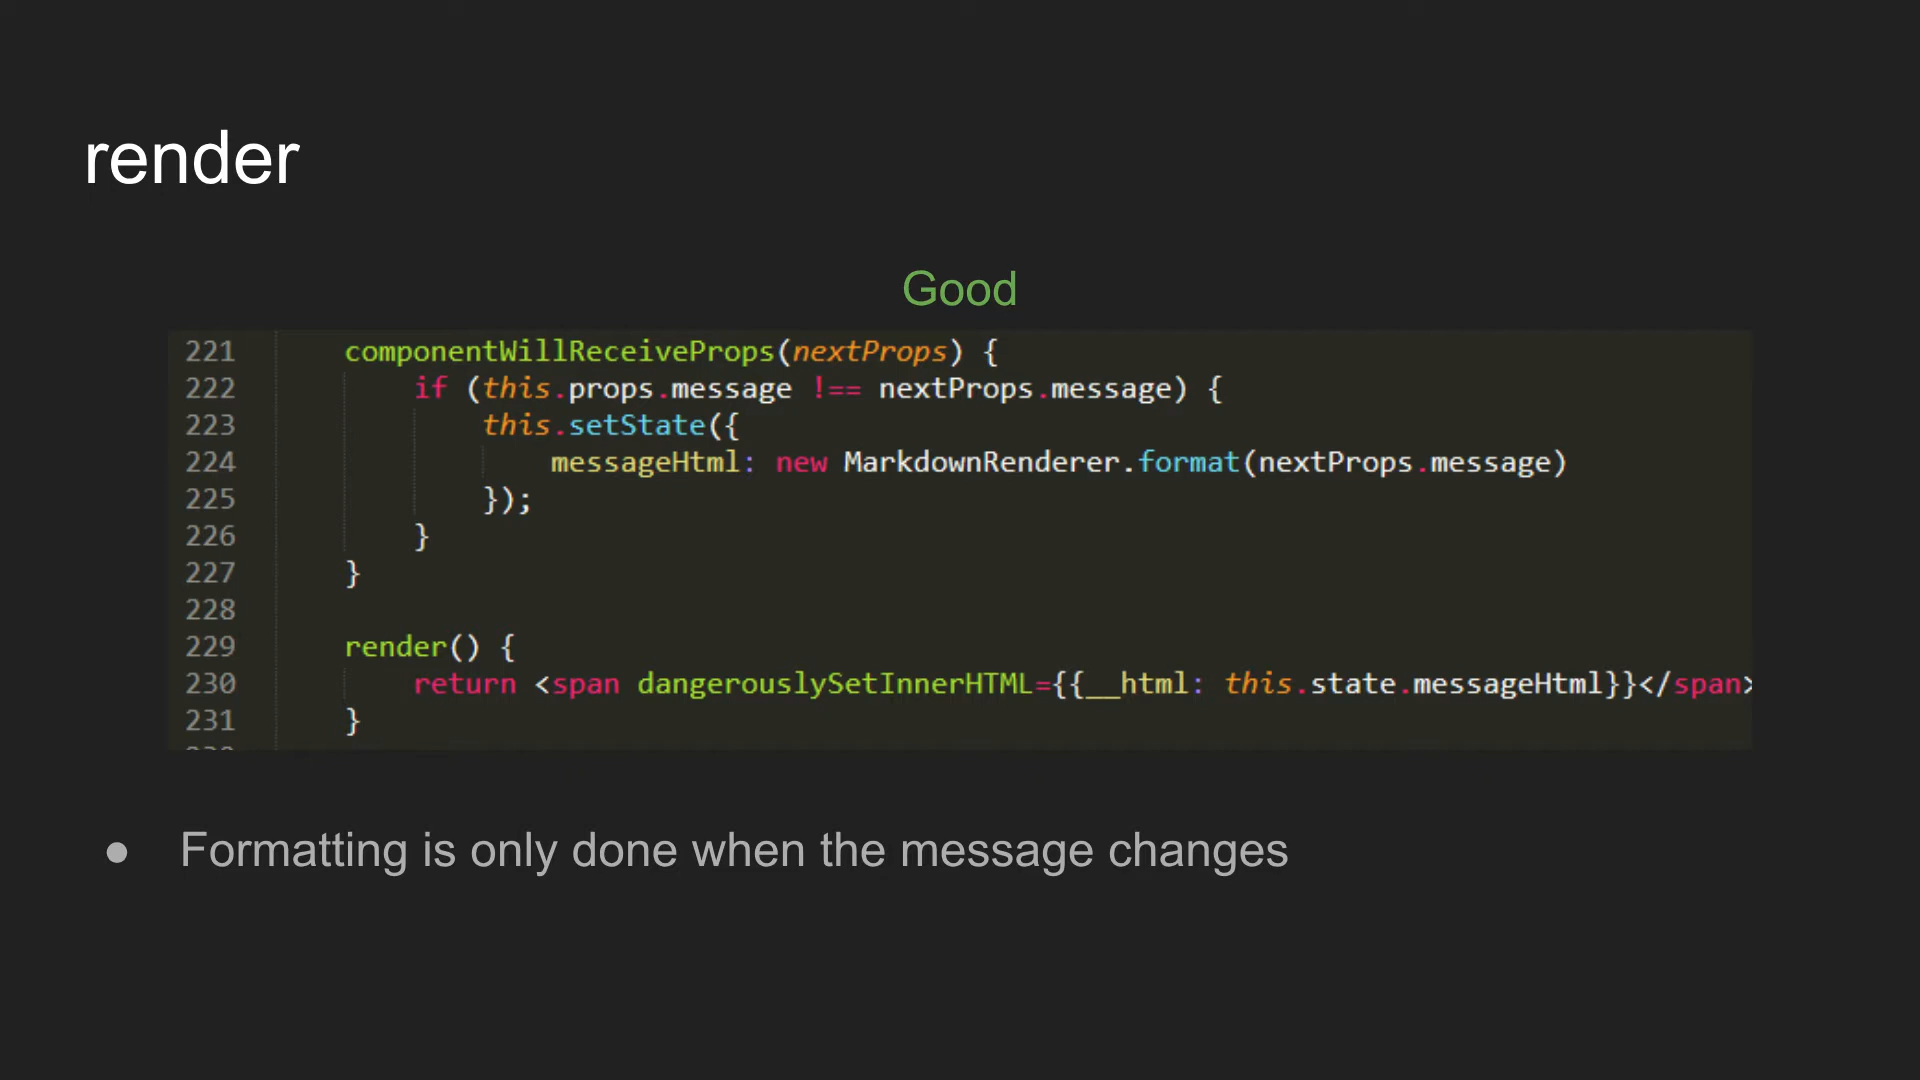 render
Good
221 componentWillReceiveProps(nextProps) {
222 if (this.props.message !== nextProps.message) {
223 this.setState({
224 messageHtml: new MarkdownRenderer.format(nextProps.message)
225 });
226 }
227 }
228
229 render() {
230 return <span dangerouslySetInnerHTML={{__html: this.state.messageHtml}}</span>
231 }
● Formatting is only done when the message changes